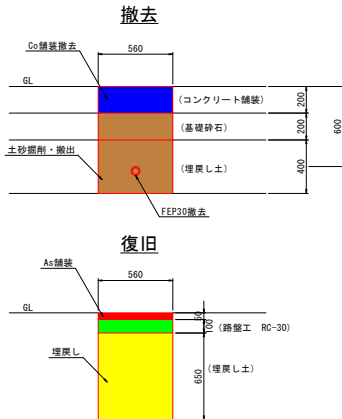 撤去
560
Co舗装撤去
GL
(コンクリート舗装)
200
(基礎砕石)
200
600
土砂掘削・搬出
(埋戻し土)
400
FEP30撤去
復旧
560
As舗装
GL
50
100
(路盤工 RC-30)
埋戻し
(埋戻し土)
650